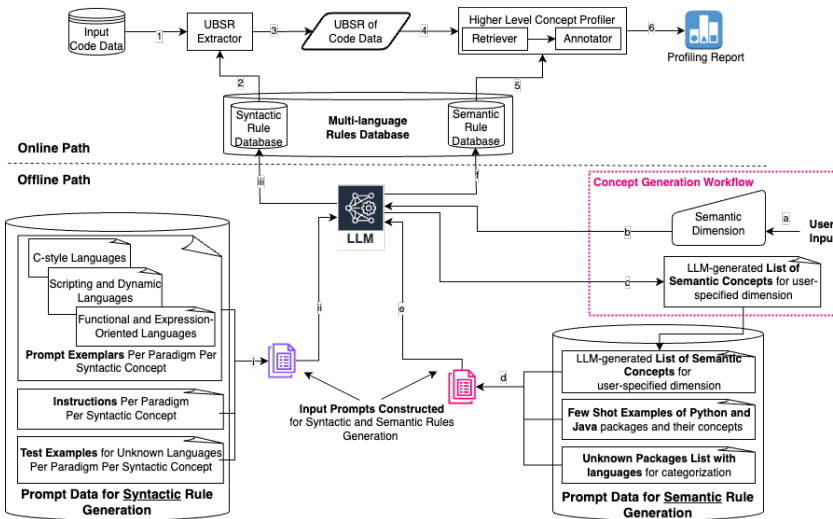 Input
Code Data
1
UBSR
Extractor
3
UBSR of
Code Data
4
Higher Level Concept Profiler
Retriever
Annotator
6
Profiling Report
2
5
Syntactic
Rule
Database
Multi-language
Rules Database
Semantic
Rule
Database
Online Path
Offline Path
iii
f
LLM
Concept Generation Workflow
Semantic
Dimension
a
User
Inpu
b
c
LLM-generated List of
Semantic Concepts for user-
specified dimension
C-style Languages
Scripting and Dynamic
Languages
Functional and Expression-
Oriented Languages
Prompt Exemplars Per Paradigm Per
Syntactic Concept
Instructions Per Paradigm
Per Syntactic Concept
Test Examples for Unknown Languages
Per Paradigm Per Syntactic Concept
Prompt Data for Syntactic Rule
Generation
i
ii
e
d
Input Prompts Constructed
for Syntactic and Semantic Rules
Generation
LLM-generated List of Semantic
Concepts for
user-specified dimension
Few Shot Examples of Python and
Java packages and their concepts
Unknown Packages List with
languages for categorization
Prompt Data for Semantic Rule
Generation